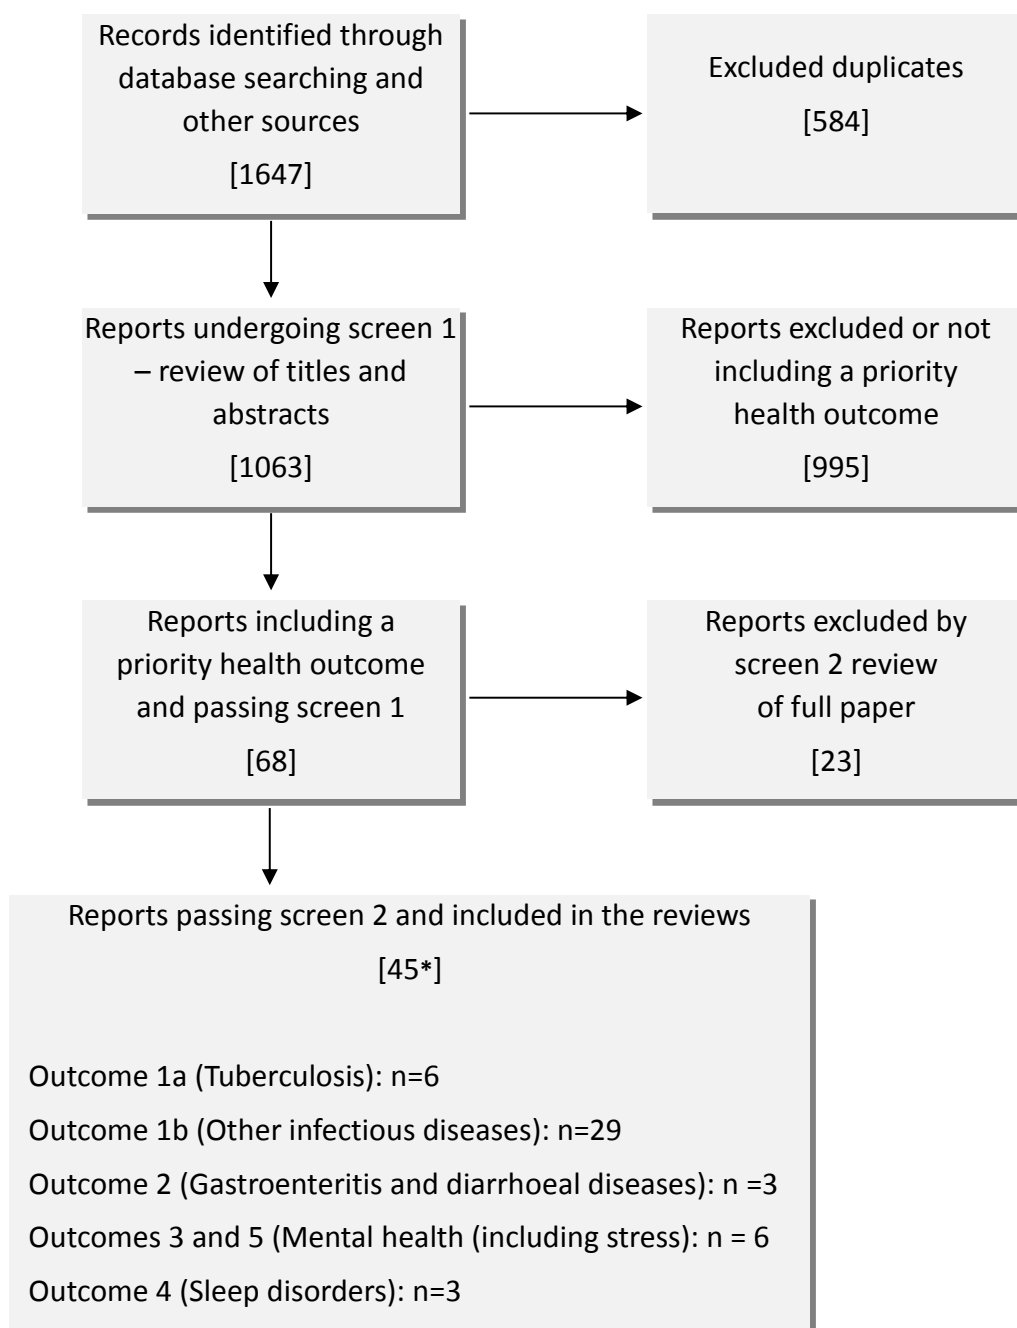 Records identified through
database searching and
other sources
[1647]
Excluded duplicates
[584]
Reports undergoing screen 1
– review of titles and
abstracts
[1063]
Reports excluded or not
including a priority
health outcome
[995]
Reports including a
priority health outcome
and passing screen 1
[68]
Reports excluded by
screen 2 review
of full paper
[23]
Reports passing screen 2 and included in the reviews
[45*]
Outcome 1a (Tuberculosis): n=6
Outcome 1b (Other infectious diseases): n=29
Outcome 2 (Gastroenteritis and diarrhoeal diseases): n =3
Outcomes 3 and 5 (Mental health (including stress): n = 6
Outcome 4 (Sleep disorders): n=3